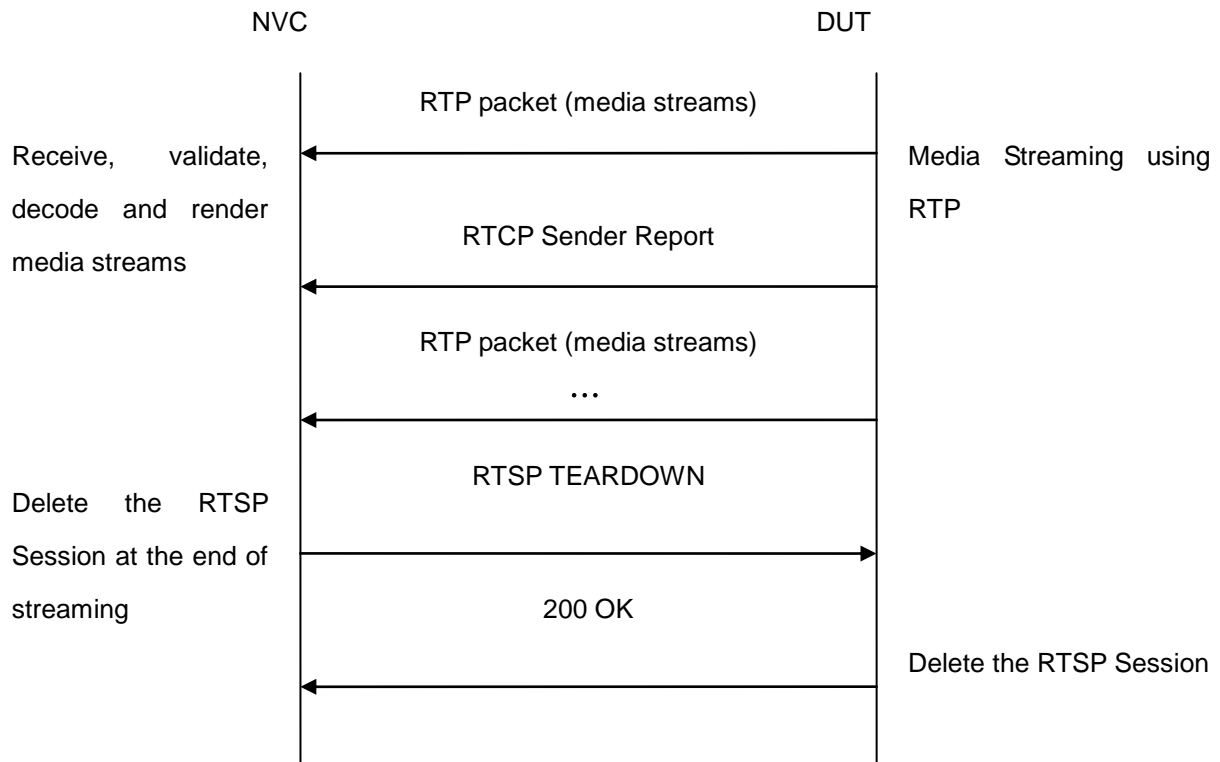 NVC DUT
RTP packet (media streams)
Receive, validate,
decode and render
media streams
Media Streaming using
RTP
RTCP Sender Report
RTP packet (media streams)
…
RTSP TEARDOWN
Delete the RTSP
Session at the end of
streaming
200 OK
Delete the RTSP Session